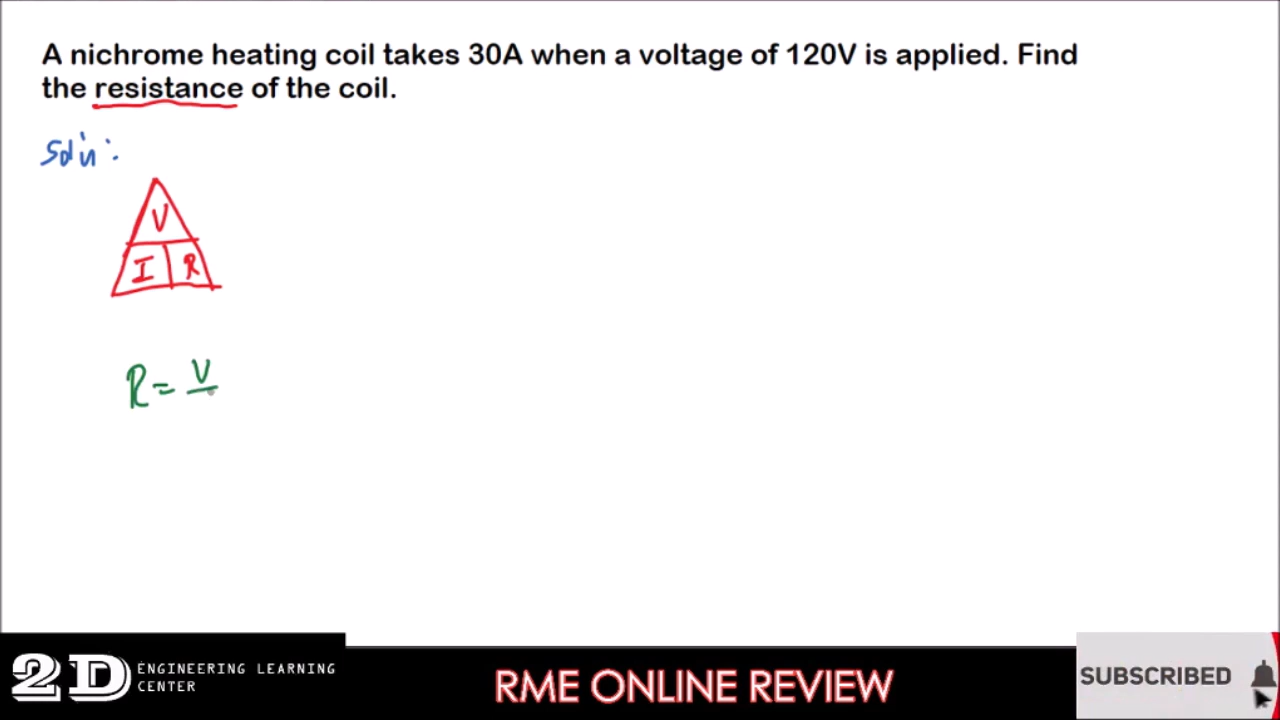 A nichrome heating coil takes 30A when a voltage of 120V is applied. Find
the resistance of the coil.
Sol'n :
V
I R
R = V
2D ENGINEERING LEARNING
CENTER
RME ONLINE REVIEW
SUBSCRIBED